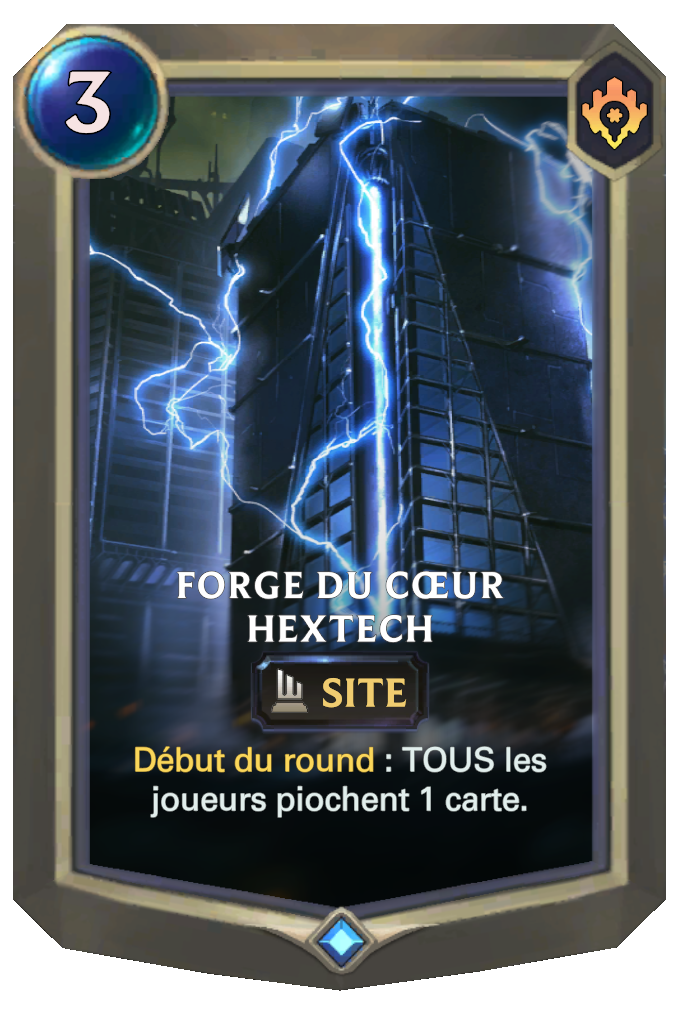 3
FORGE DU CŒUR
HEXTECH
SITE
Début du round : TOUS les
joueurs piochent 1 carte.